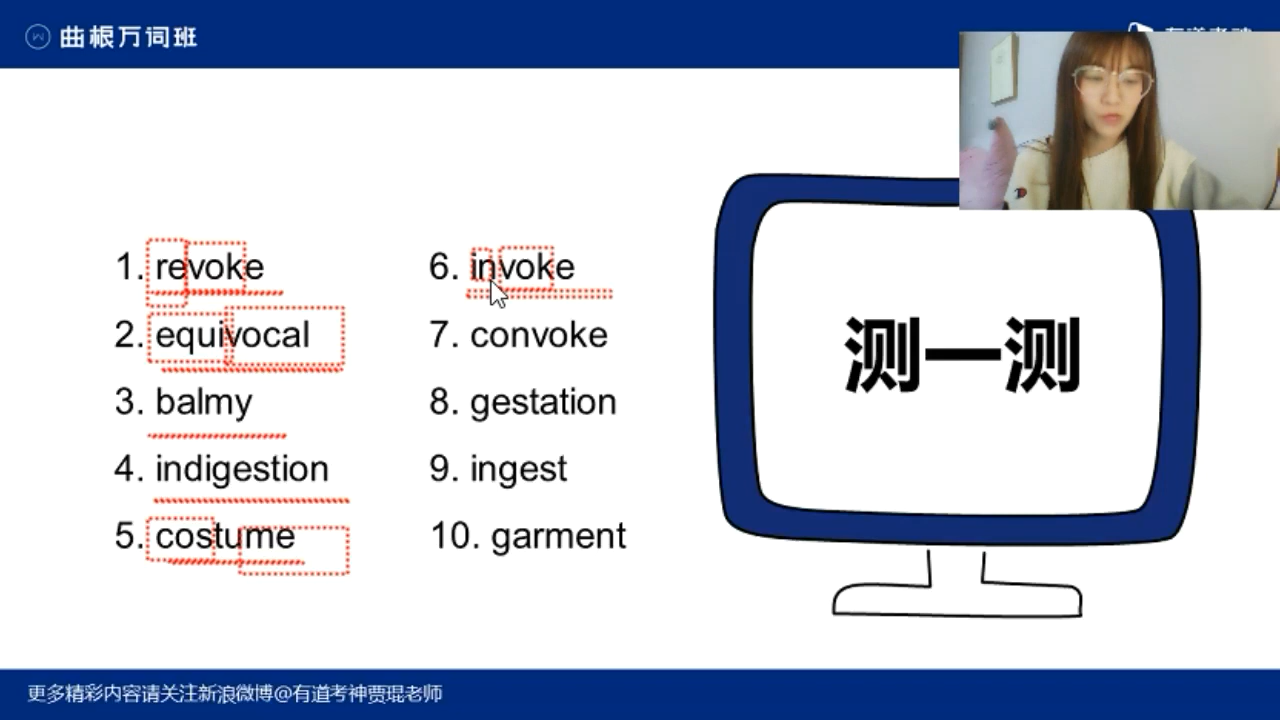 曲根万词班
1. revoke
2. equivocal
3. balmy
4. indigestion
5. costume
6. invoke
7. convoke
8. gestation
9. ingest
10. garment
测一测
更多精彩内容请关注新浪微博@有道考神贾琨老师